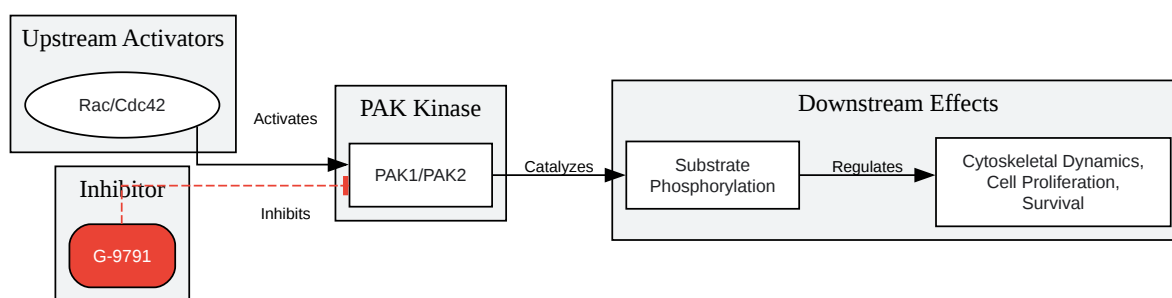 Upstream Activators
Rac/Cdc42
Activates
Inhibitor
G-9791
Inhibits
PAK Kinase
PAK1/PAK2
Catalyzes
Downstream Effects
Substrate
Phosphorylation
Regulates
Cytoskeletal Dynamics,
Cell Proliferation,
Survival